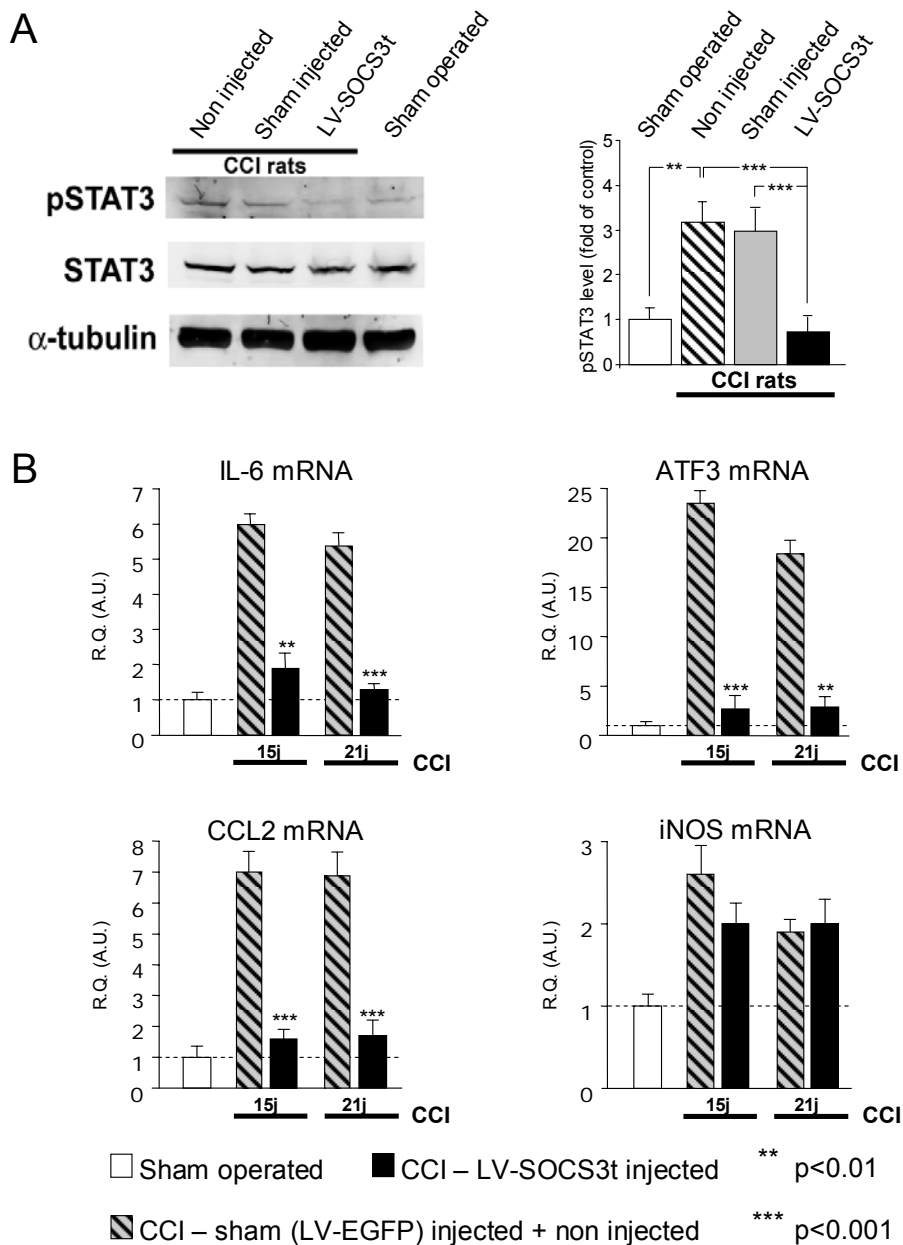 A
Non injected
Sham injected
LV-SOCS3t
Sham operated
CCI rats
pSTAT3
STAT3
α-tubulin
Sham operated
Non injected
Sham injected
LV-SOCS3t
pSTAT3 level (fold of control)
5
4
3
2
1
0
**
***
***
CCI rats
B
IL-6 mRNA
R.Q. (A.U.)
7
6
5
4
3
2
1
0
**
***
15j
21j
CCI
ATF3 mRNA
R.Q. (A.U.)
25
20
15
10
5
1
0
***
**
15j
21j
CCI
CCL2 mRNA
R.Q. (A.U.)
8
7
6
5
4
3
2
1
0
***
***
15j
21j
CCI
iNOS mRNA
R.Q. (A.U.)
3
2
1
0
15j
21j
CCI
Sham operated
CCI – LV-SOCS3t injected
** p<0.01
CCI – sham (LV-EGFP) injected + non injected
*** p<0.001